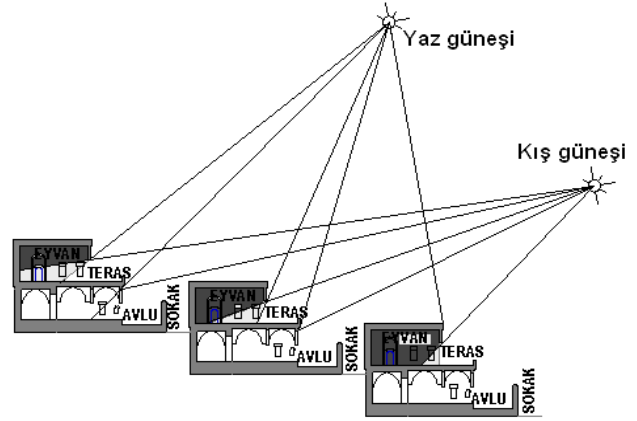 Yaz güneşi
Kış güneşi
EYVAN
TERAS
AVLU
SOKAK
EYVAN
TERAS
AVLU
SOKAK
EYVAN
TERAS
AVLU
SOKAK